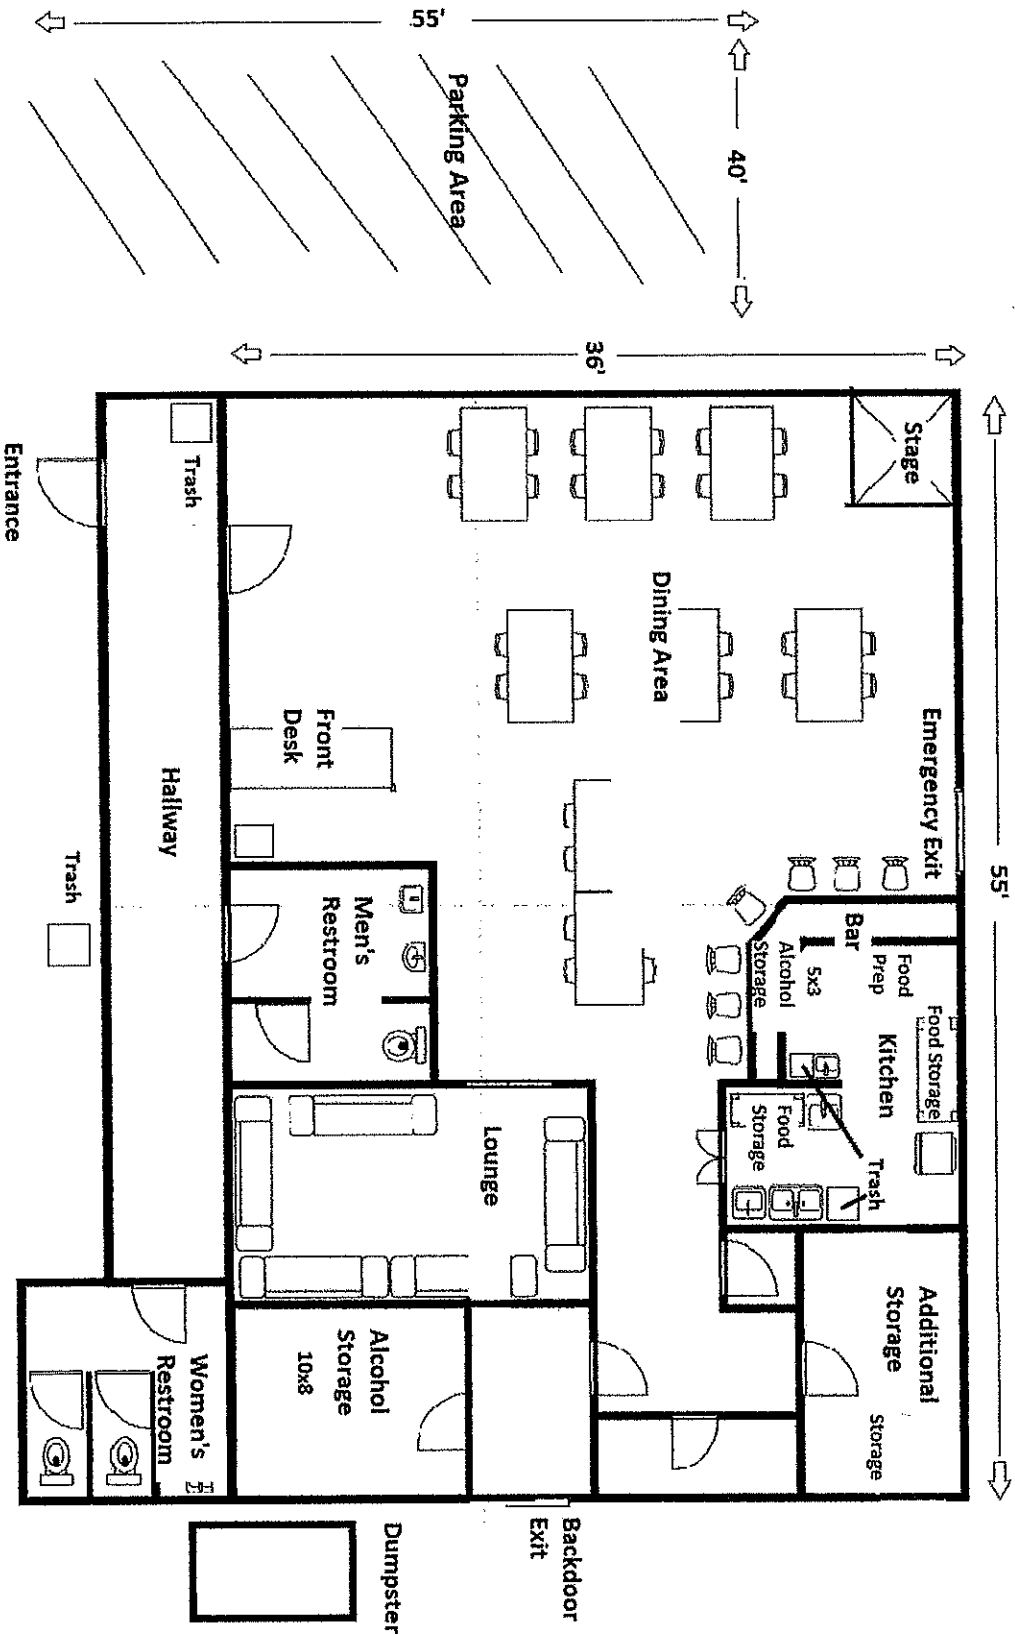 55'
Parking Area
40'
36'
55'
Stage
Emergency Exit
Dining Area
Trash
Entrance
Front
Desk
Hallway
Trash
Men's
Restroom
Bar
Food
Prep
5x3
Alcohol
Storage
Kitchen
Food Storage
Food
Storage
Trash
Lounge
Additional
Storage
Storage
Alcohol
Storage
10x8
Women's
Restroom
Backdoor
Exit
Dumpster